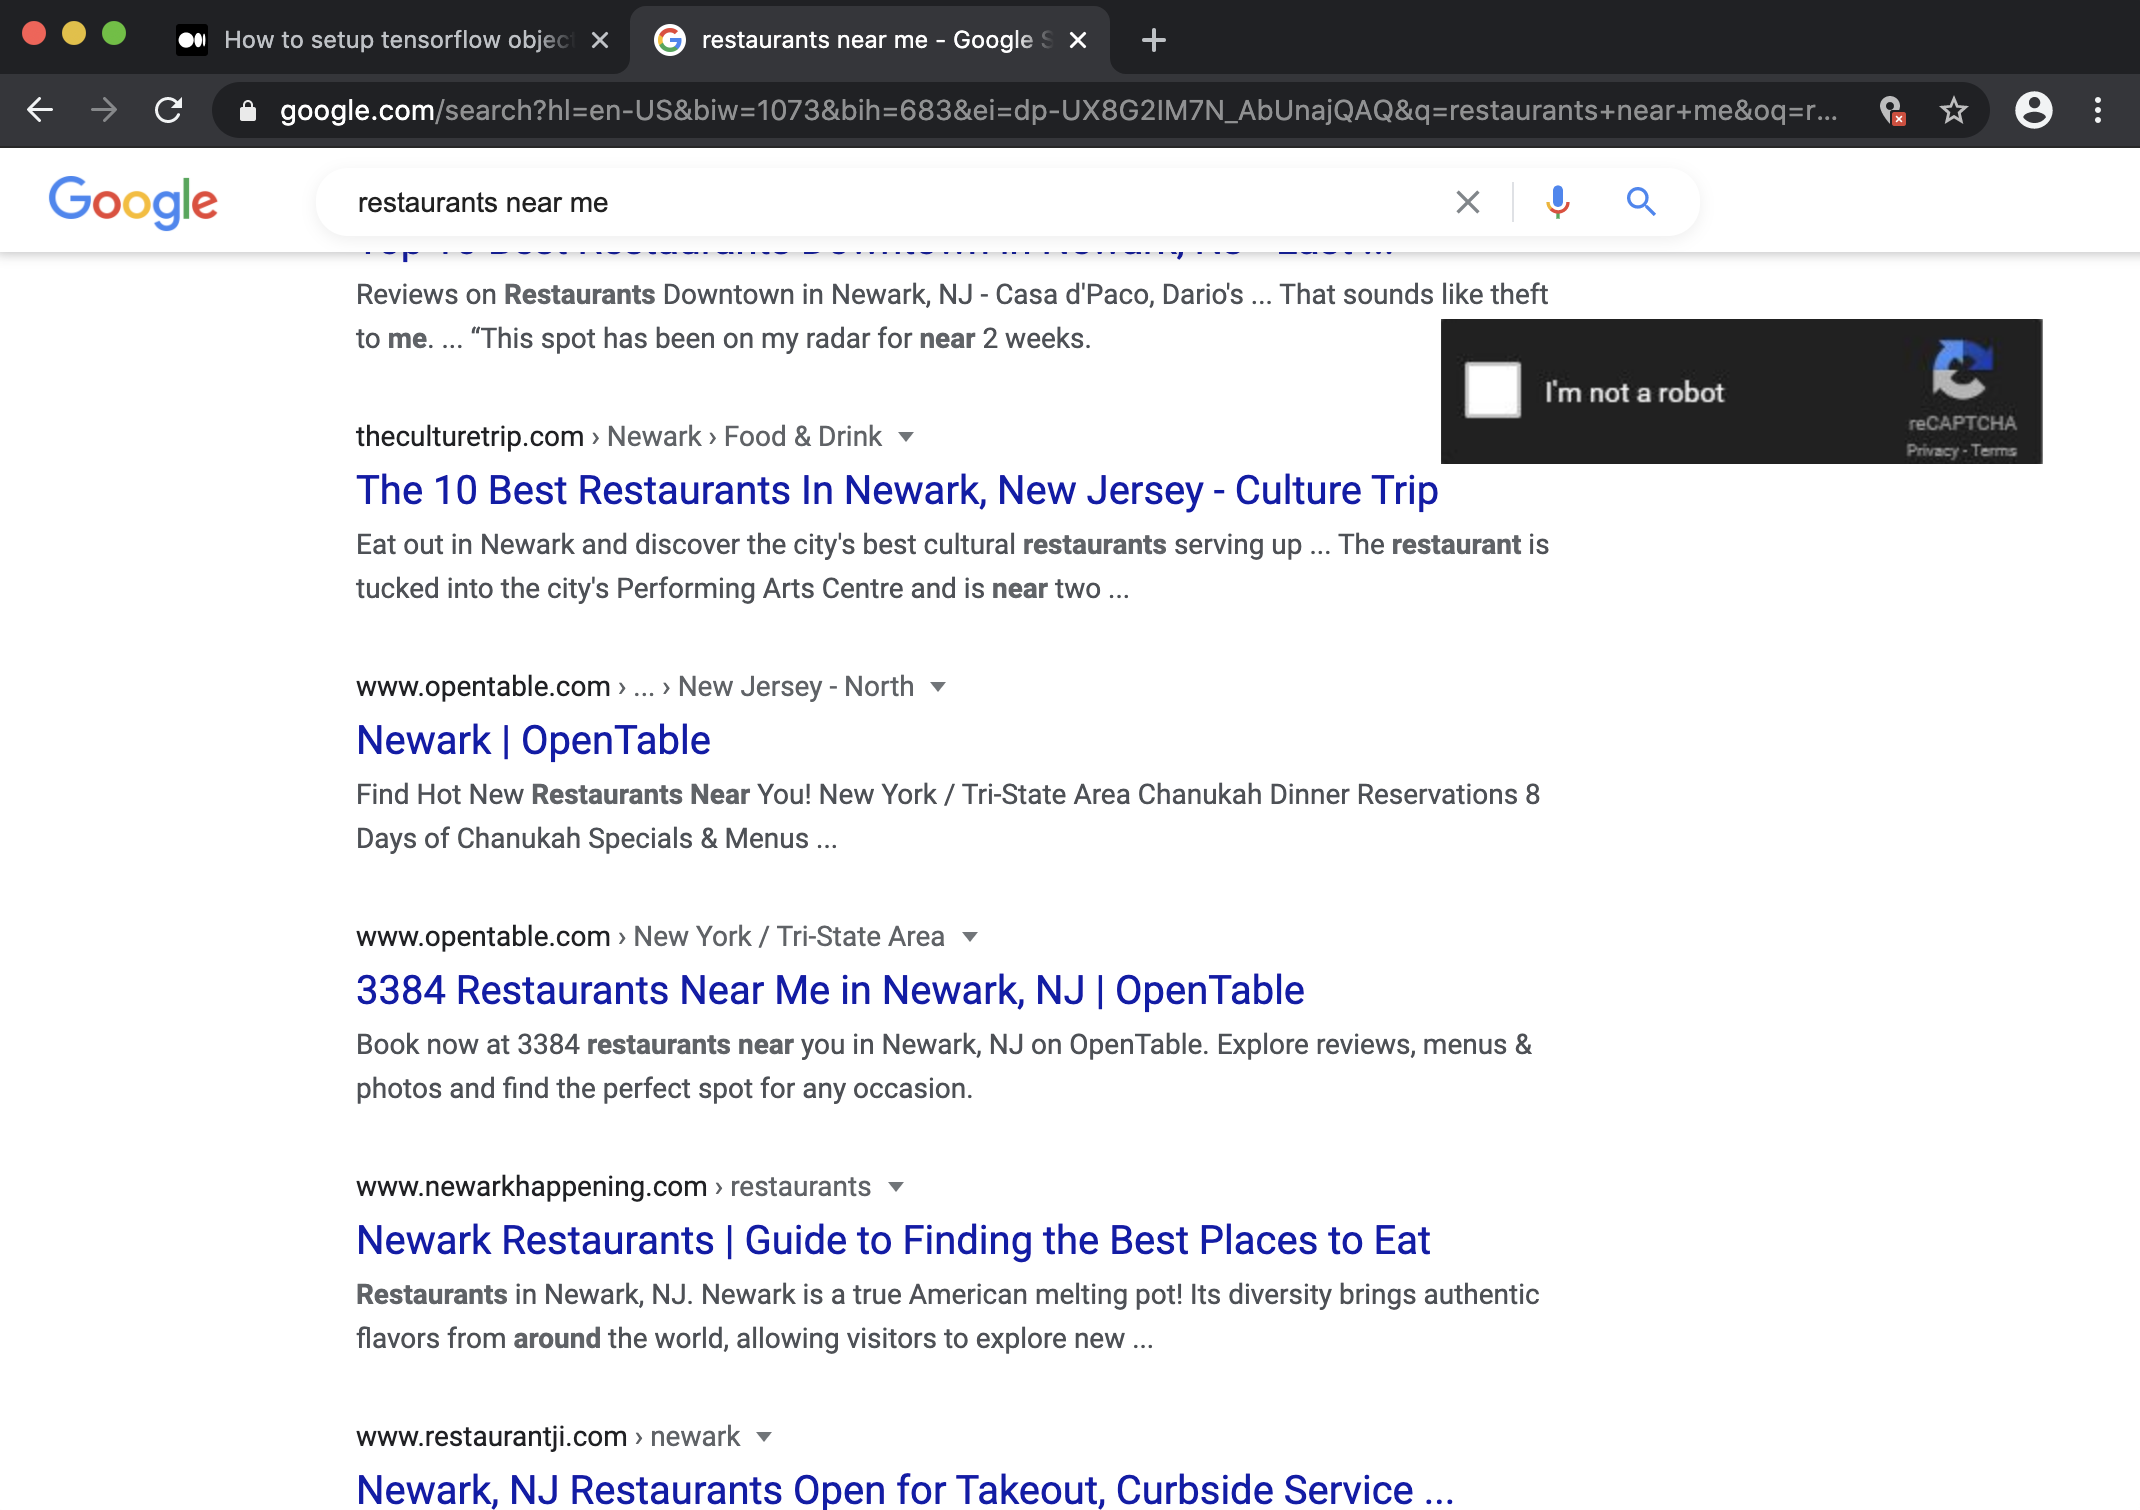 How to setup tensorflow objec
restaurants near me - Google S
google.com/search?hl=en-US&biw=1073&bih=683&ei=dp-UX8G2IM7N_AbUnajQAQ&q=restaurants+near+me&oq=r...
Google
restaurants near me
Top 10 Best Restaurants Downtown in Newark, NJ - Last ...
Reviews on Restaurants Downtown in Newark, NJ - Casa d'Paco, Dario's ... That sounds like theft
to me. ... “This spot has been on my radar for near 2 weeks.
I'm not a robot
reCAPTCHA
Privacy - Terms
theculturetrip.com › Newark › Food & Drink
The 10 Best Restaurants In Newark, New Jersey - Culture Trip
Eat out in Newark and discover the city's best cultural restaurants serving up ... The restaurant is
tucked into the city's Performing Arts Centre and is near two ...
www.opentable.com › ... › New Jersey - North
Newark | OpenTable
Find Hot New Restaurants Near You! New York / Tri-State Area Chanukah Dinner Reservations 8
Days of Chanukah Specials & Menus ...
www.opentable.com › New York / Tri-State Area
3384 Restaurants Near Me in Newark, NJ | OpenTable
Book now at 3384 restaurants near you in Newark, NJ on OpenTable. Explore reviews, menus &
photos and find the perfect spot for any occasion.
www.newarkhappening.com › restaurants
Newark Restaurants | Guide to Finding the Best Places to Eat
Restaurants in Newark, NJ. Newark is a true American melting pot! Its diversity brings authentic
flavors from around the world, allowing visitors to explore new ...
www.restaurantji.com › newark
Newark, NJ Restaurants Open for Takeout, Curbside Service ...